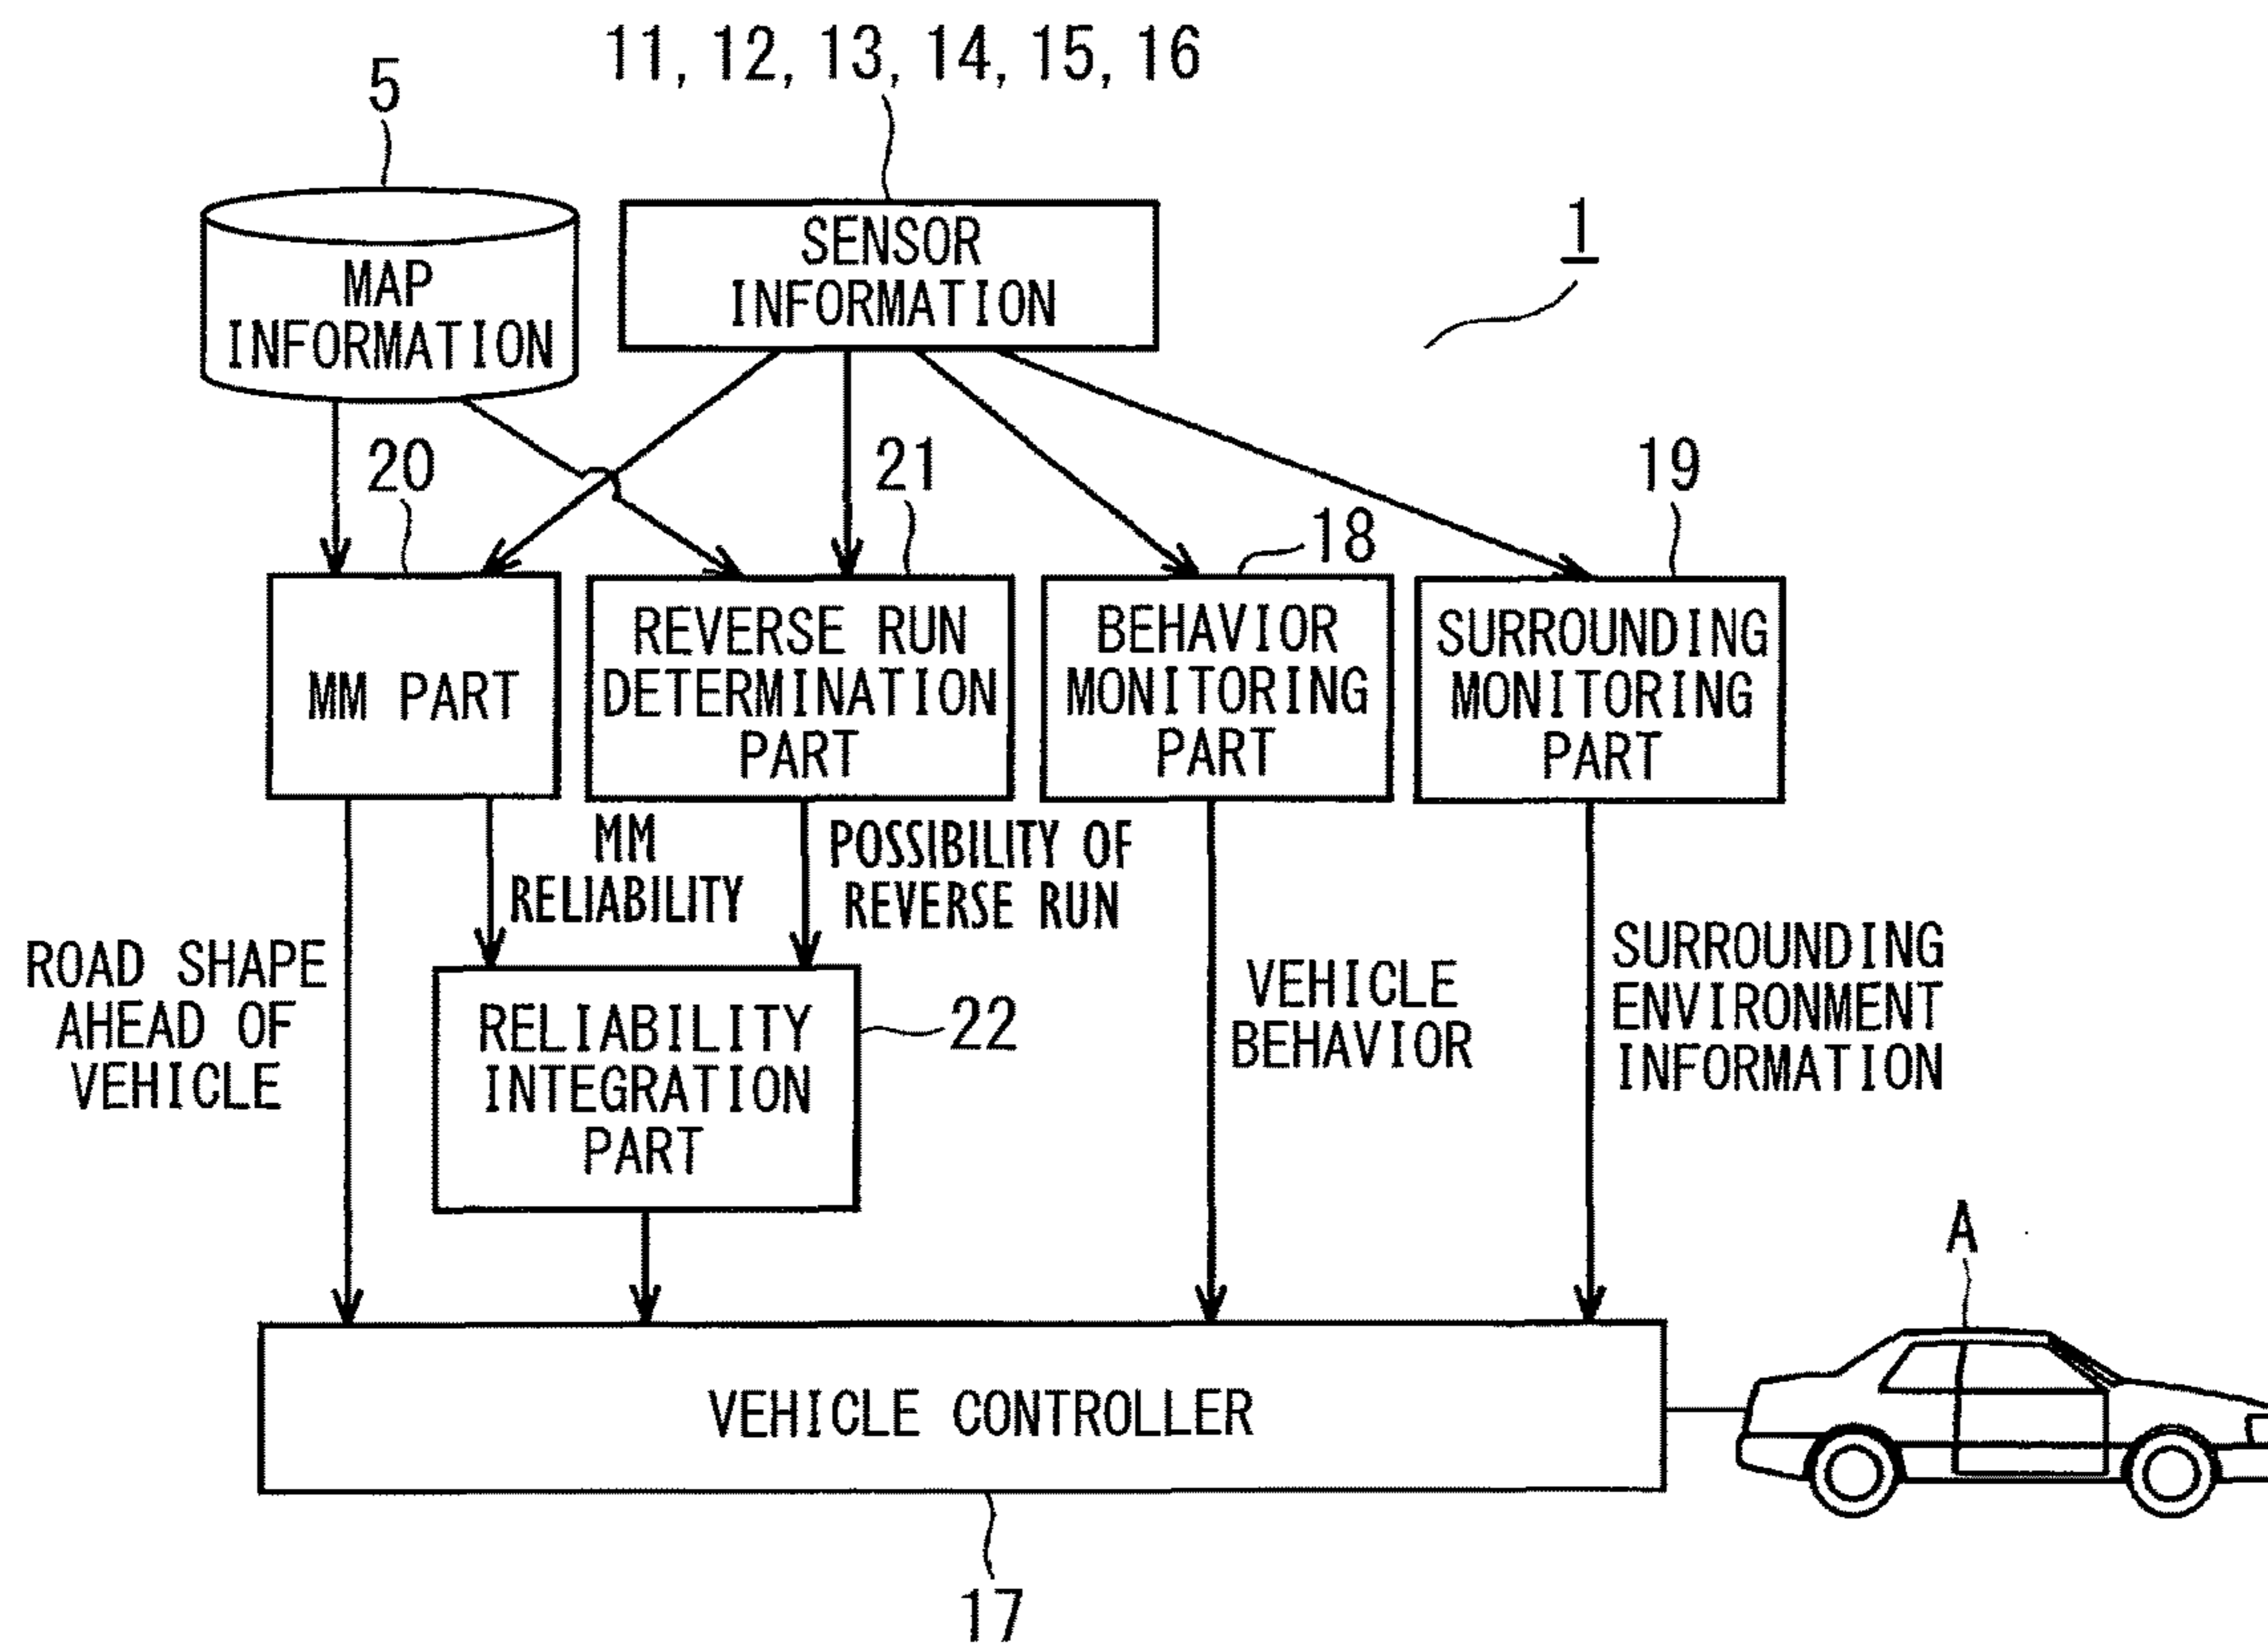 11, 12, 13, 14, 15, 16
5
1
MAP
INFORMATION
SENSOR
INFORMATION
20
21
18
19
MM PART
REVERSE RUN
DETERMINATION
PART
BEHAVIOR
MONITORING
PART
SURROUNDING
MONITORING
PART
MM
RELIABILITY
POSSIBILITY OF
REVERSE RUN
ROAD SHAPE
AHEAD OF
VEHICLE
RELIABILITY
INTEGRATION
PART
22
VEHICLE
BEHAVIOR
SURROUNDING
ENVIRONMENT
INFORMATION
A
VEHICLE CONTROLLER
17